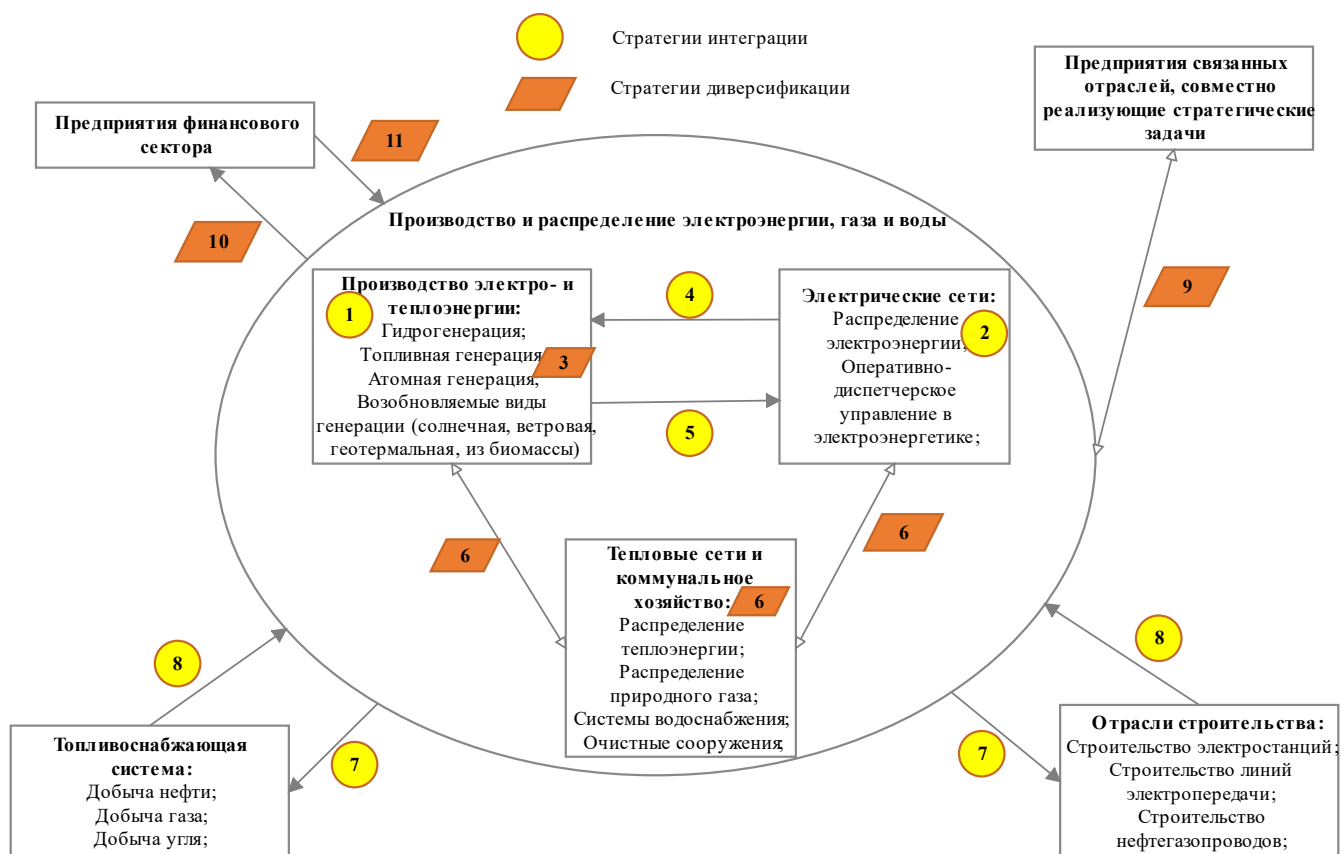 Стратегии интеграции
Стратегии диверсификации
Предприятия финансового
сектора
11
10
Предприятия связанных
отраслей, совместно
реализующие стратегические
задачи
9
Производство и распределение электроэнергии, газа и воды
Производство электро- и
теплоэнергии:
Гидрогенерация;
Топливная генерация
Атомная генерация,
Возобновляемые виды
генерации (солнечная, ветровая,
геотермальная, из биомассы)
1
3
4
5
Электрические сети:
Распределение
электроэнергии;
Оперативно-
диспетчерское
управление в
электроэнергетике;
2
6
6
Тепловые сети и
коммунальное
хозяйство:
6
Распределение
теплоэнергии;
Распределение
природного газа;
Системы водоснабжения;
Очистные сооружения;
8
7
Топливоснабжающая
система:
Добыча нефти;
Добыча газа;
Добыча угля;
8
7
Отрасли строительства:
Строительство электростанций;
Строительство линий
электропередачи;
Строительство
нефтегазопроводов;